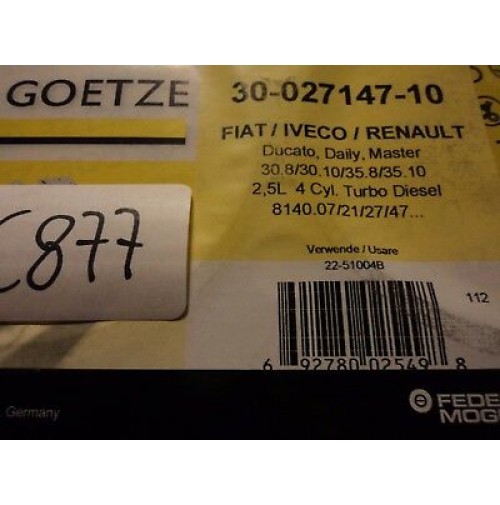 GOETZE
30-027147-10
FIAT / IVECO / RENAULT
Ducato, Daily, Master
30.8/30.10/35.8/35.10
2,5L 4 Cyl. Turbo Diesel
8140.07/21/27/47...
C877
Verwende / Usare
22-51004B
112
6 92780 02549 8
Germany
FEDE
MOG